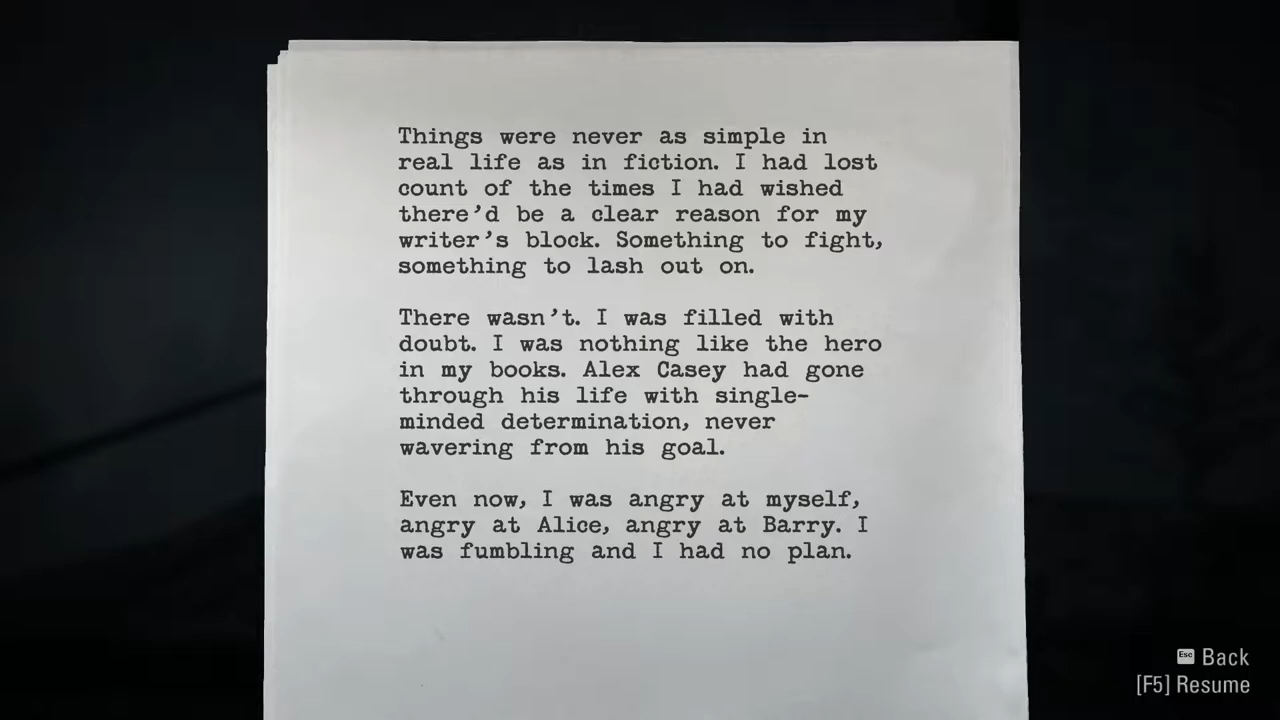 Things were never as simple in
real life as in fiction. I had lost
count of the times I had wished
there'd be a clear reason for my
writer's block. Something to fight,
something to lash out on.
There wasn't. I was filled with
doubt. I was nothing like the hero
in my books. Alex Casey had gone
through his life with single-
minded determination, never
wavering from his goal.
Even now, I was angry at myself,
angry at Alice, angry at Barry. I
was fumbling and I had no plan.
Esc Back
[F5] Resume